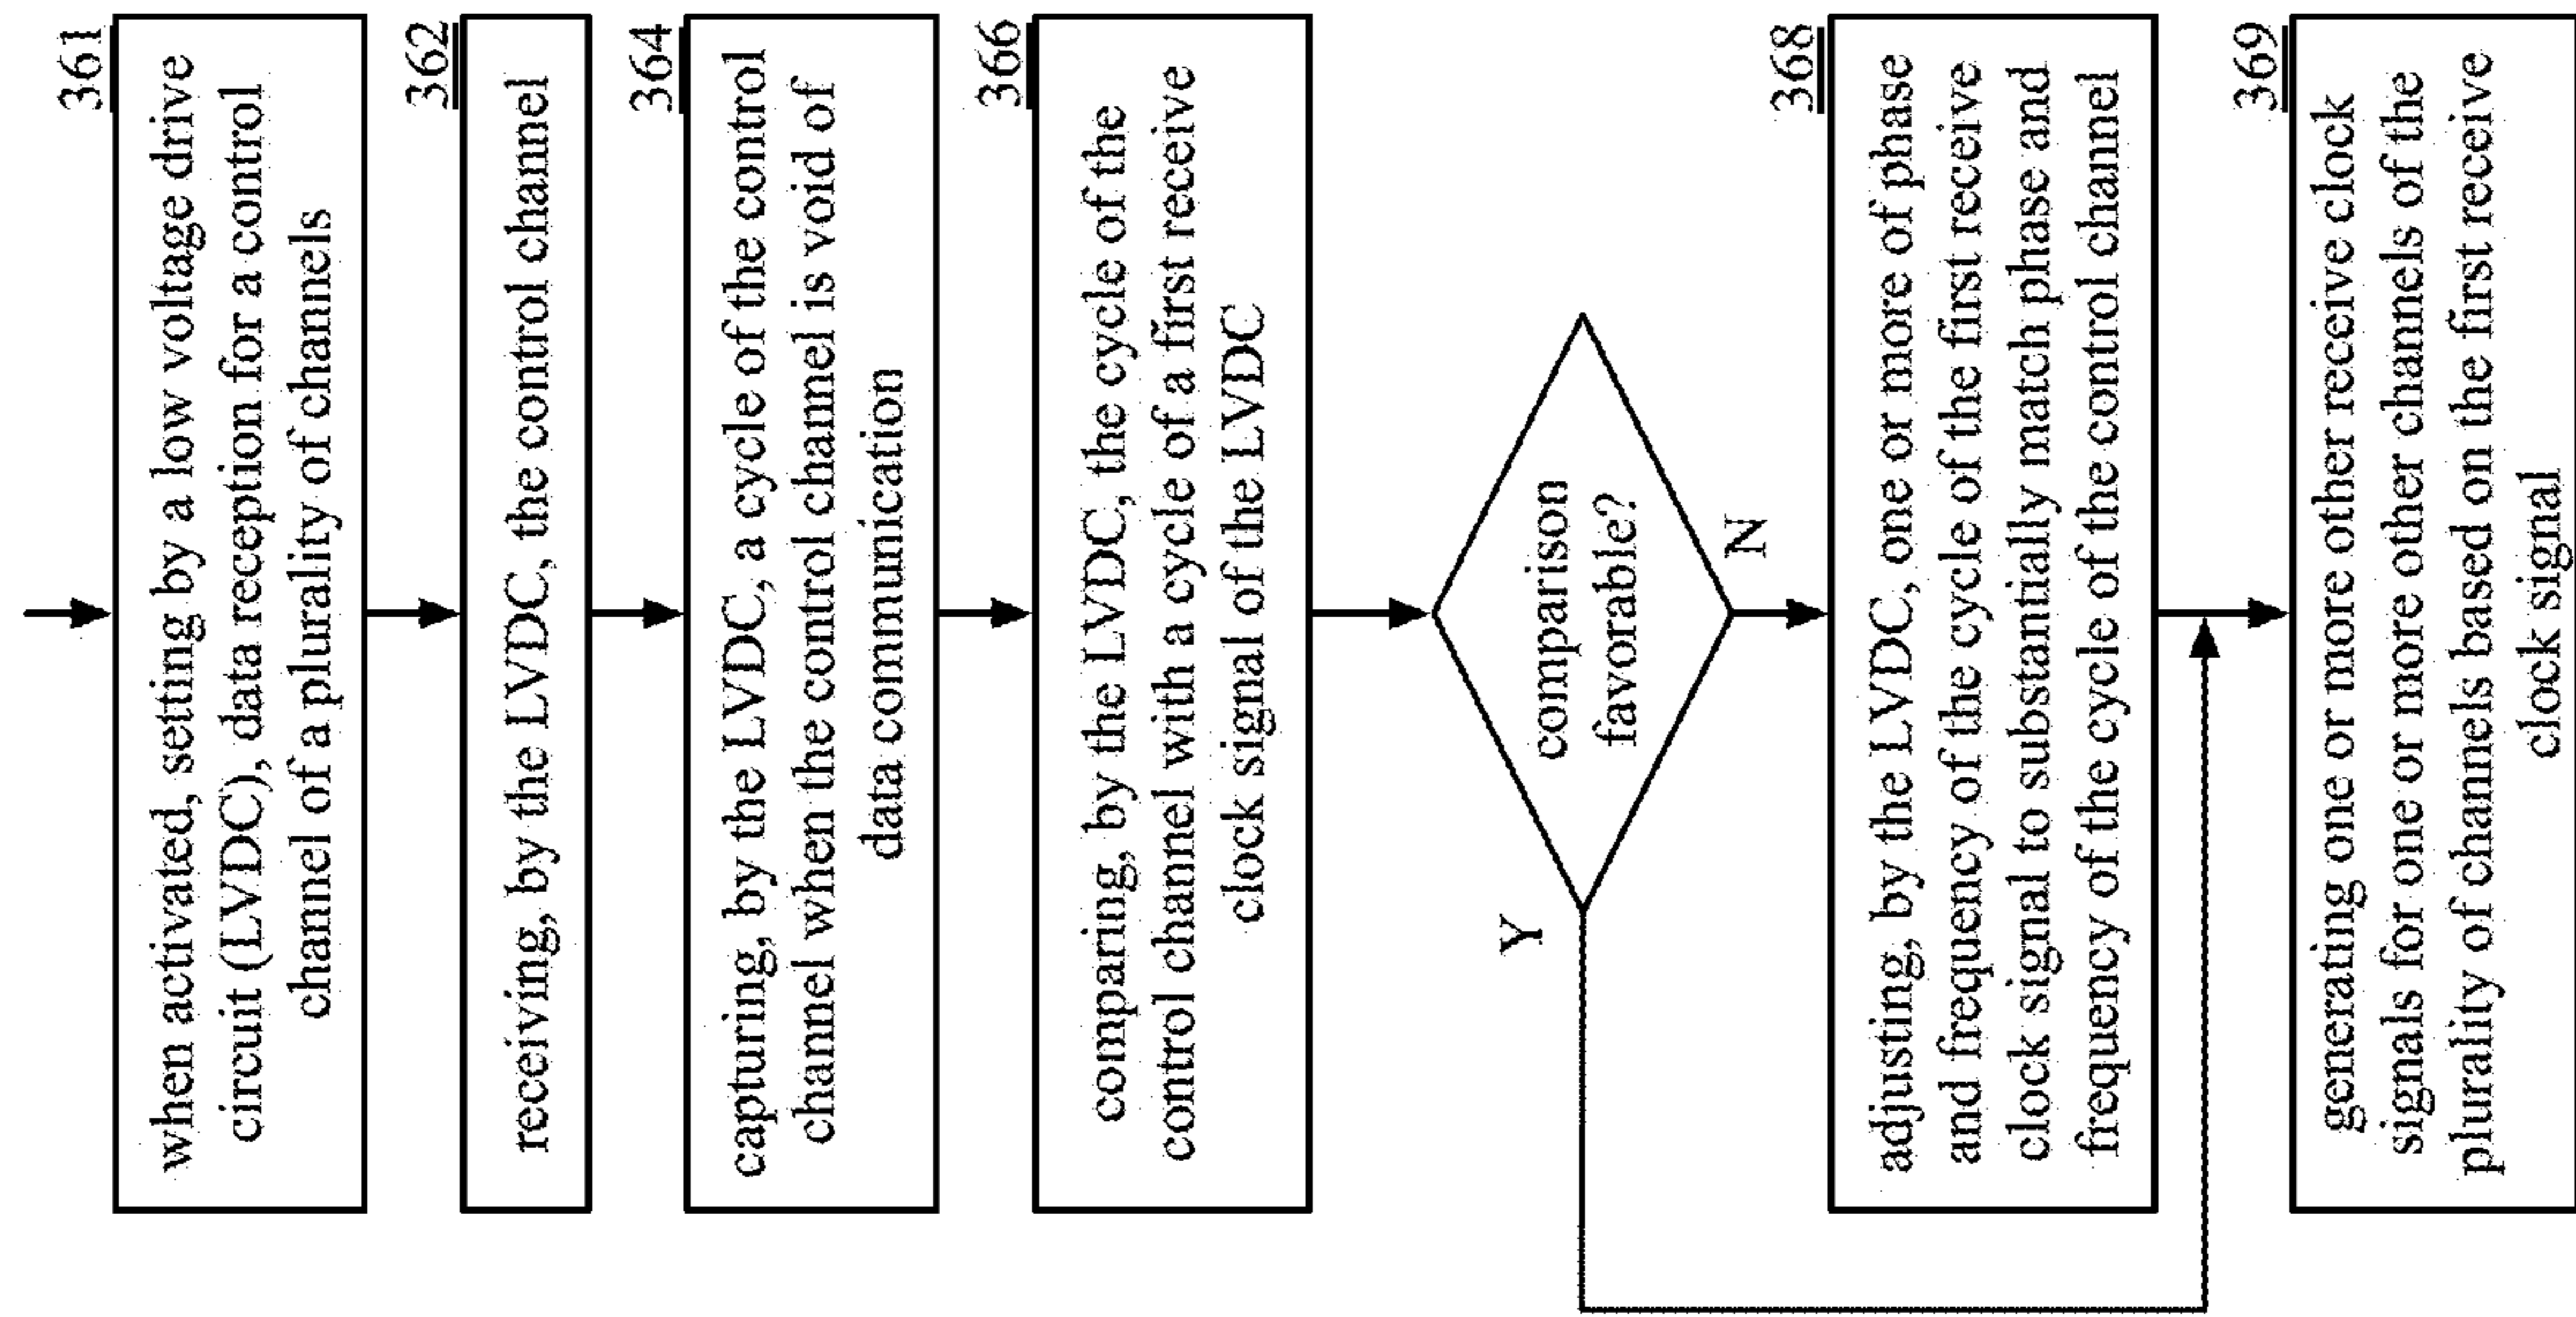 361
when activated, setting by a low voltage drive
circuit (LVDC), data reception for a control
channel of a plurality of channels
362
receiving, by the LVDC, the control channel
364
capturing, by the LVDC, a cycle of the control
channel when the control channel is void of
data communication
366
comparing, by the LVDC, the cycle of the
control channel with a cycle of a first receive
clock signal of the LVDC
comparison
favorable?
Y
N
368
adjusting, by the LVDC, one or more of phase
and frequency of the cycle of the first receive
clock signal to substantially match phase and
frequency of the cycle of the control channel
369
generating one or more other receive clock
signals for one or more other channels of the
plurality of channels based on the first receive
clock signal